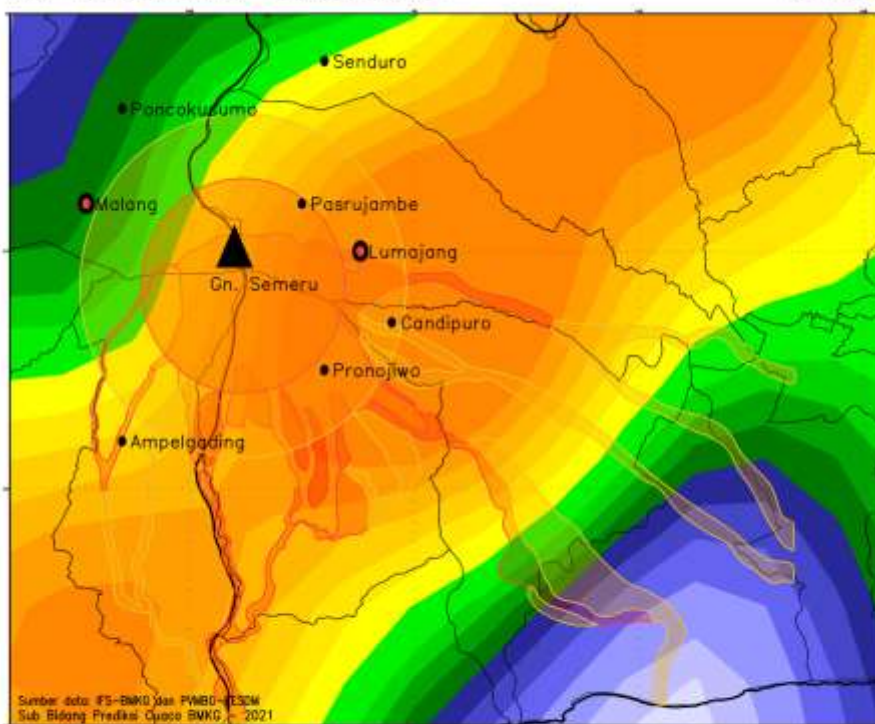 Senduro
Poncokusumo
Malang
Pasrujambe
Lumajang
Gn. Semeru
Candipuro
Pronojiwo
Ampelgading
Sumber data: IFS-BMKG dan PVMBG-ESDM
Sub Bidang Prediksi Cuaca BMKG - 2021